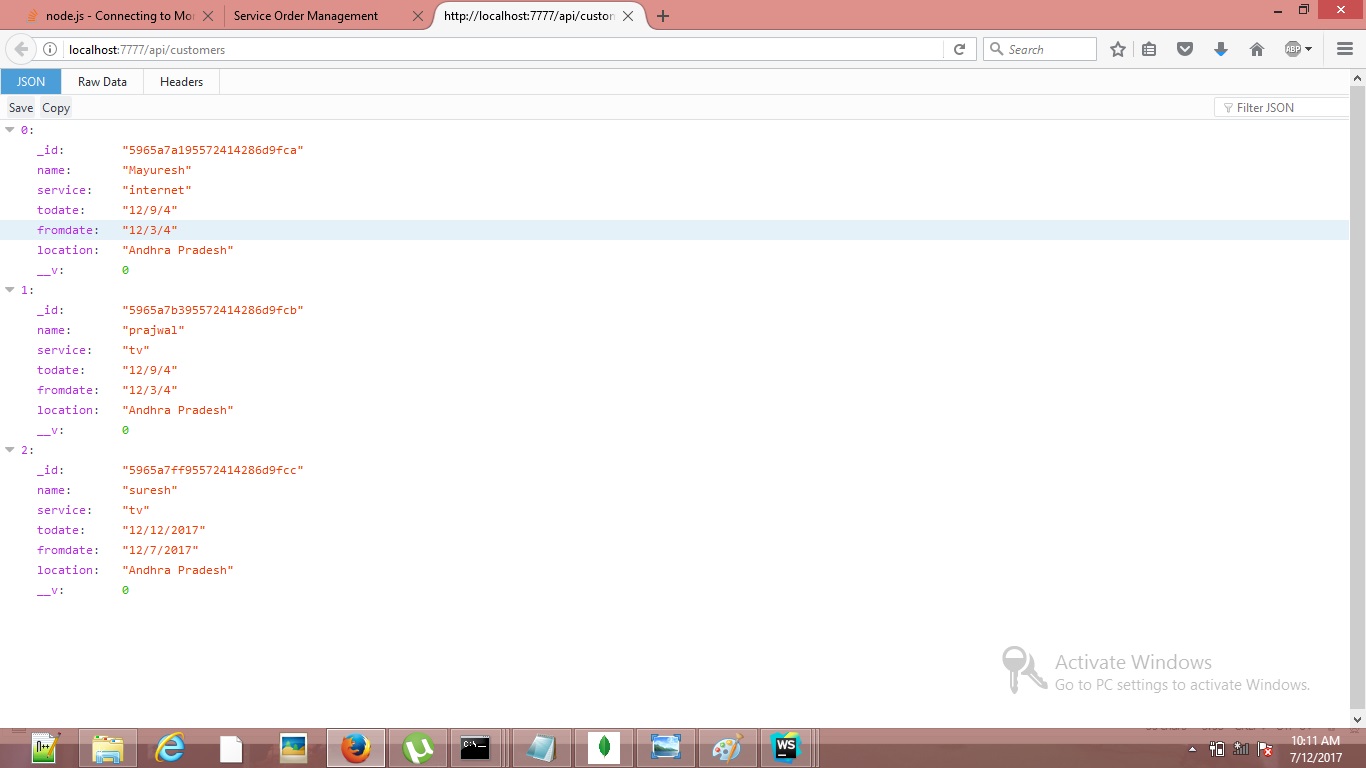 node.js - Connecting to Mor
Service Order Management
http://localhost:7777/api/custon
localhost:7777/api/customers
Search
ABP
JSON
Raw Data
Headers
Save
Copy
Filter JSON
0:
_id: "5965a7a195572414286d9fca"
name: "Mayuresh"
service: "internet"
todate: "12/9/4"
fromdate: "12/3/4"
location: "Andhra Pradesh"
__v: 0
1:
_id: "5965a7b395572414286d9fcb"
name: "prajwal"
service: "tv"
todate: "12/9/4"
fromdate: "12/3/4"
location: "Andhra Pradesh"
__v: 0
2:
_id: "5965a7ff95572414286d9fcc"
name: "suresh"
service: "tv"
todate: "12/12/2017"
fromdate: "12/7/2017"
location: "Andhra Pradesh"
__v: 0
Activate Windows
Go to PC settings to activate Windows.
WS
10:11 AM
7/12/2017